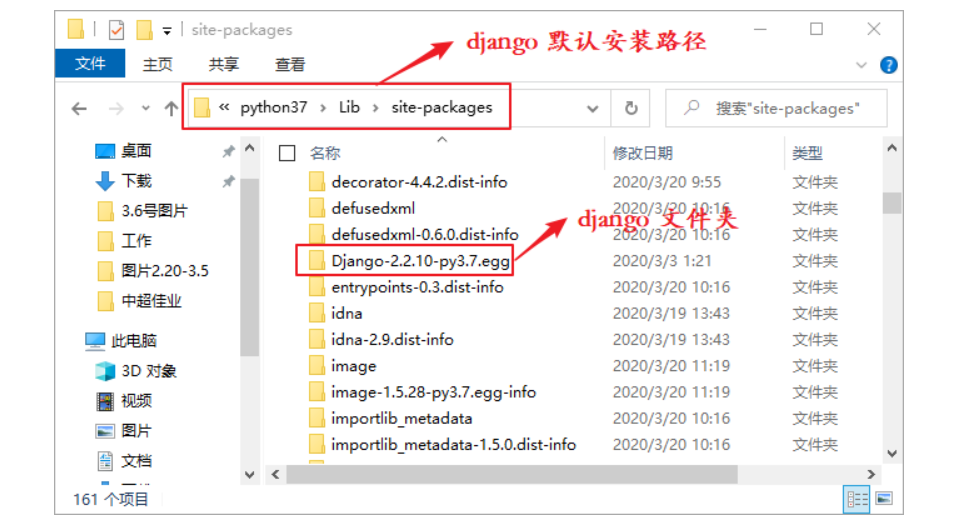 site-packages
django 默认安装路径
文件 主页 共享 查看
« python37 › Lib › site-packages
搜索"site-packages"
桌面
下载
3.6号图片
工作
图片2.20-3.5
中超佳业
此电脑
3D 对象
视频
图片
文档
名称 修改日期 类型
decorator-4.4.2.dist-info 2020/3/20 9:55 文件夹
defusedxml 2020/3/20 10:16 文件夹
django 文件夹
defusedxml-0.6.0.dist-info 2020/3/20 10:16 文件夹
Django-2.2.10-py3.7.egg 2020/3/3 1:21 文件夹
entrypoints-0.3.dist-info 2020/3/20 10:16 文件夹
idna 2020/3/19 13:43 文件夹
idna-2.9.dist-info 2020/3/19 13:43 文件夹
image 2020/3/20 11:19 文件夹
image-1.5.28-py3.7.egg-info 2020/3/20 11:19 文件夹
importlib_metadata 2020/3/20 10:16 文件夹
importlib_metadata-1.5.0.dist-info 2020/3/20 10:16 文件夹
161 个项目